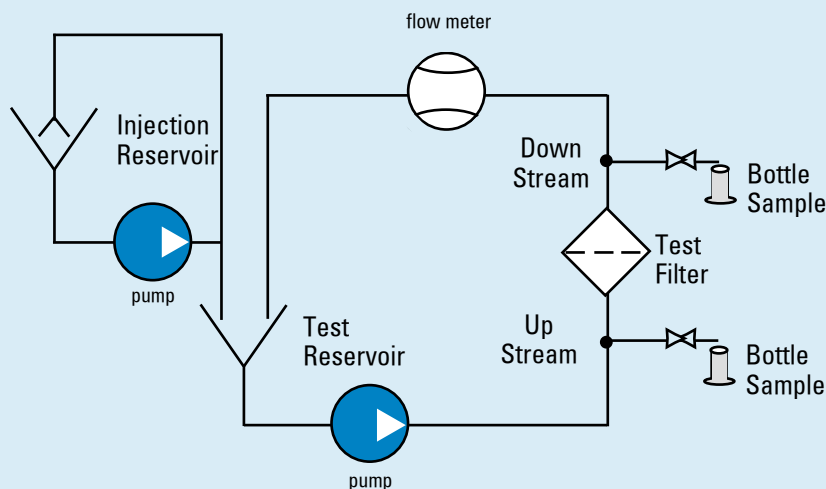 flow meter
Injection
Reservoir
Down
Stream
Bottle
Sample
Test
Filter
pump
Test
Reservoir
Up
Stream
Bottle
Sample
pump